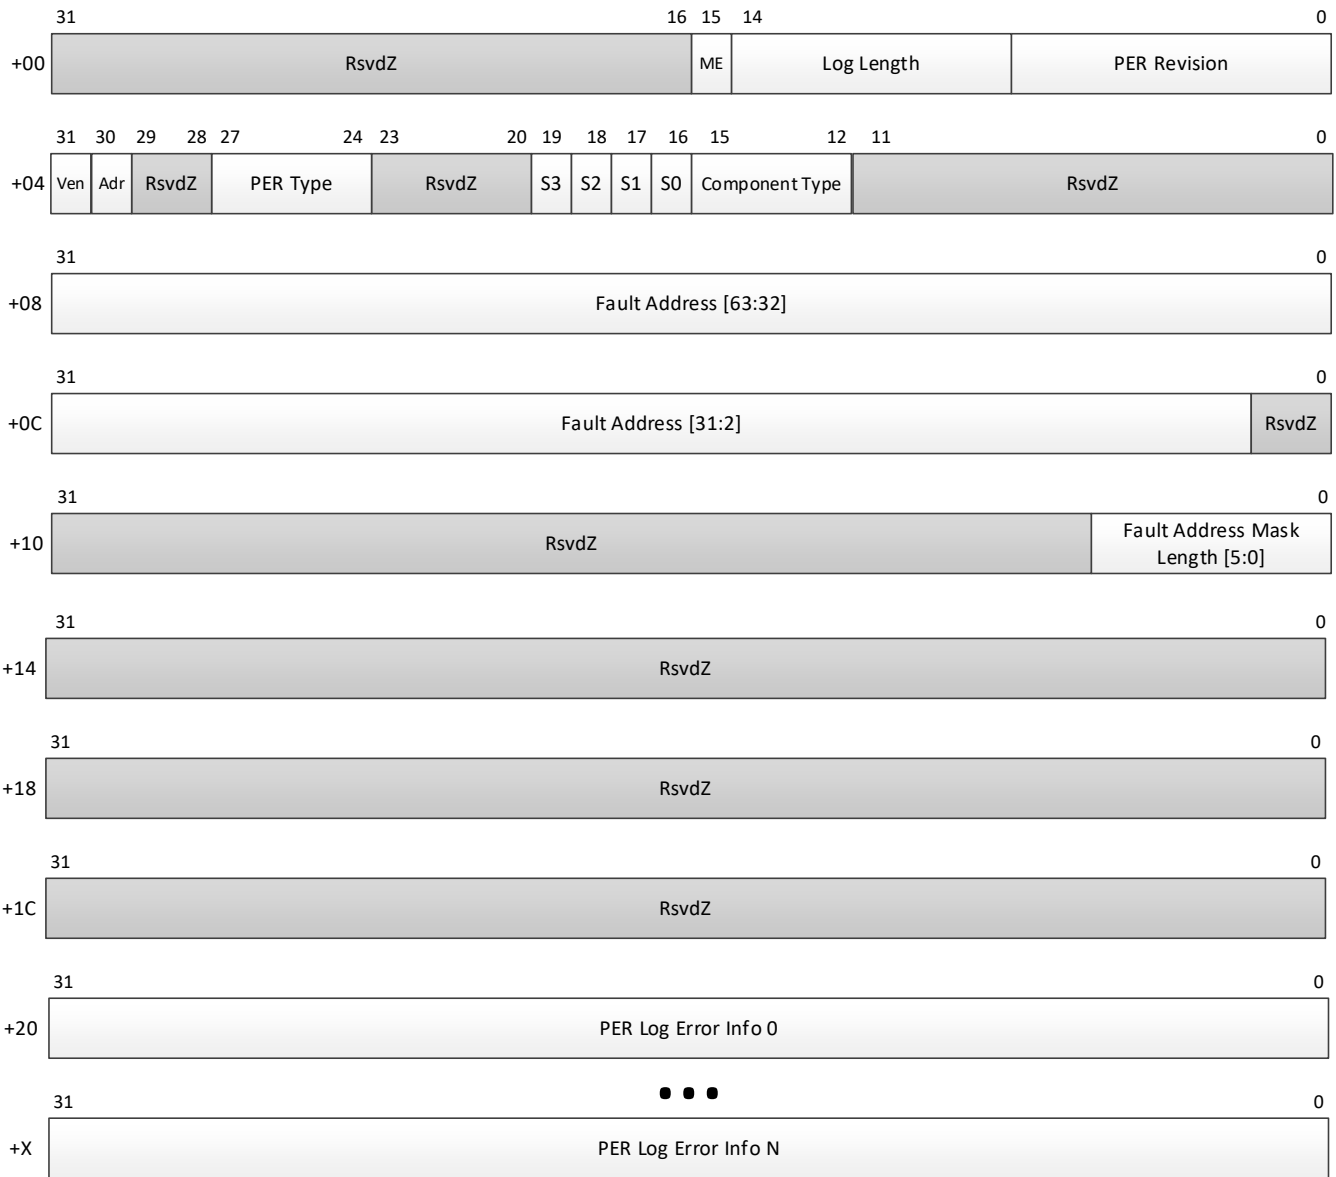 31 16 15 14 0
+00 RsvdZ ME Log Length PER Revision
31 30 29 28 27 24 23 20 19 18 17 16 15 12 11 0
+04 Ven Adr RsvdZ PER Type RsvdZ S3 S2 S1 S0 Component Type RsvdZ
31 0
+08 Fault Address [63:32]
31 0
+0C Fault Address [31:2] RsvdZ
31 0
+10 RsvdZ Fault Address Mask
Length [5:0]
31 0
+14 RsvdZ
31 0
+18 RsvdZ
31 0
+1C RsvdZ
31 0
+20 PER Log Error Info 0
•••
31 0
+X PER Log Error Info N